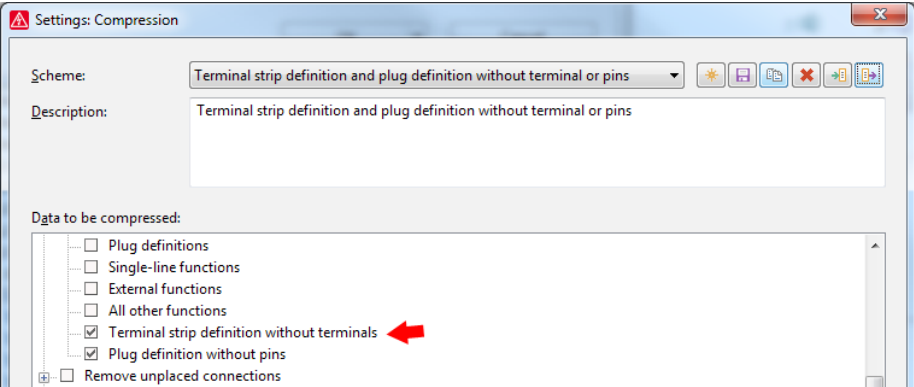 Settings: Compression
Scheme:
Terminal strip definition and plug definition without terminal or pins
Description:
Terminal strip definition and plug definition without terminal or pins
Data to be compressed:
Plug definitions
Single-line functions
External functions
All other functions
Terminal strip definition without terminals
Plug definition without pins
Remove unplaced connections